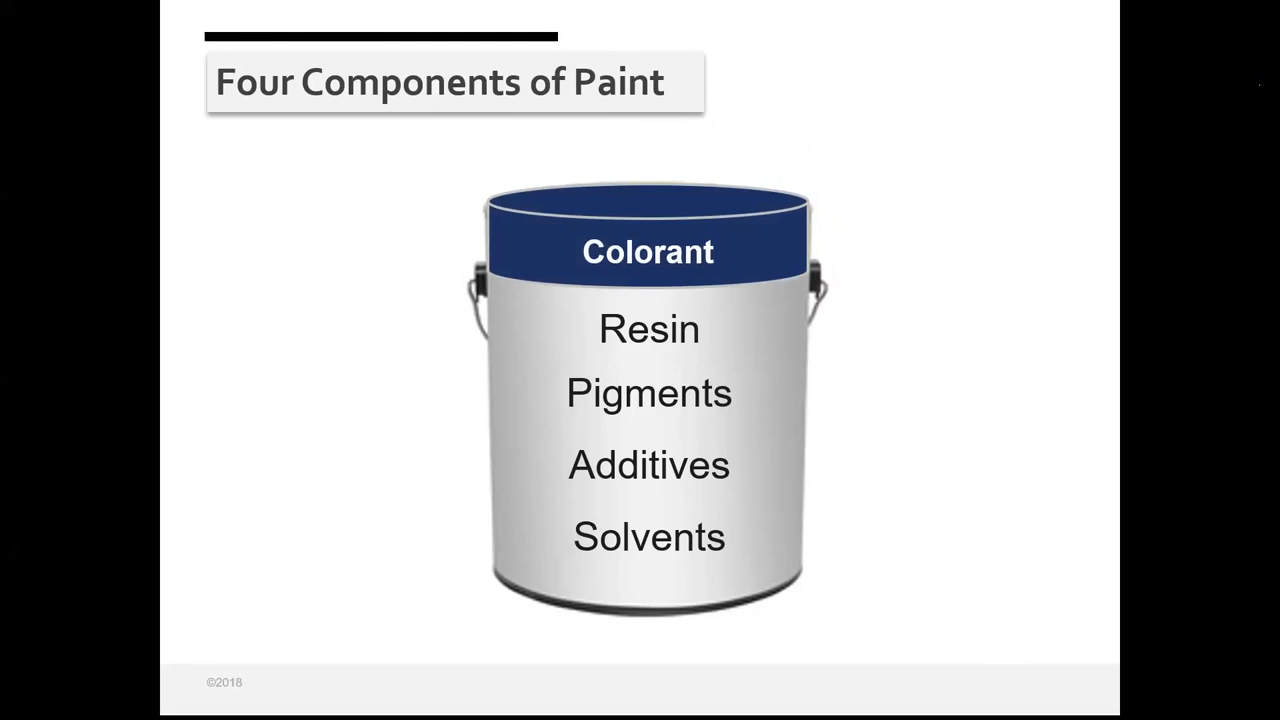 Four Components of Paint
Colorant
Resin
Pigments
Additives
Solvents
©2018